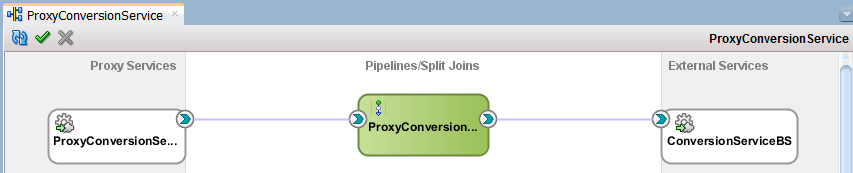 ProxyConversionService
ProxyConversionService
Proxy Services
Pipelines/Split Joins
External Services
ProxyConversionSe...
ProxyConversion...
ConversionServiceBS